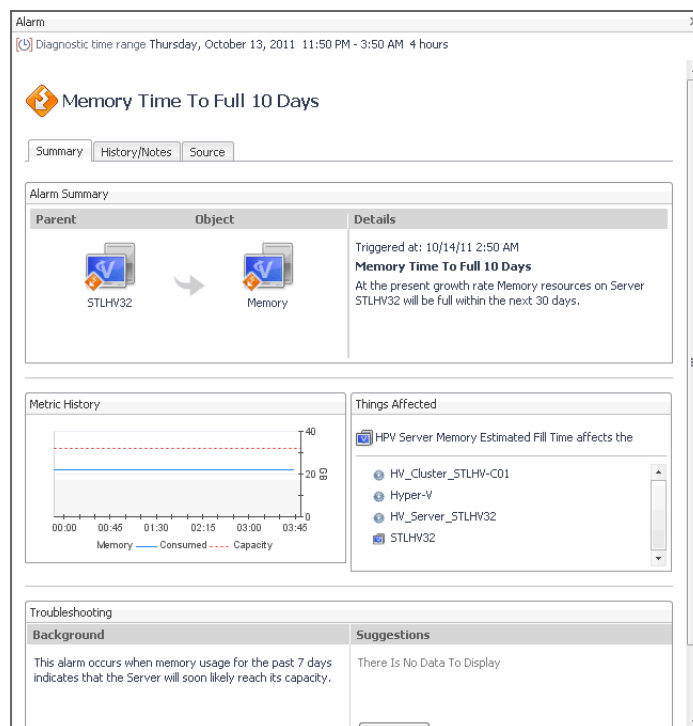 Alarm
Diagnostic time range Thursday, October 13, 2011 11:50 PM - 3:50 AM 4 hours
Memory Time To Full 10 Days
Summary History/Notes Source
Alarm Summary
Parent Object Details
Triggered at: 10/14/11 2:50 AM
Memory Time To Full 10 Days
At the present growth rate Memory resources on Server
STLHV32 will be full within the next 30 days.
STLHV32 Memory
Metric History
40
20
0
GB
00:00 00:45 01:30 02:15 03:00 03:45
Memory Consumed Capacity
Things Affected
HPV Server Memory Estimated Fill Time affects the
HV_Cluster_STLHV-C01
Hyper-V
HV_Server_STLHV32
STLHV32
Troubleshooting
Background Suggestions
This alarm occurs when memory usage for the past 7 days
indicates that the Server will soon likely reach its capacity.
There Is No Data To Display